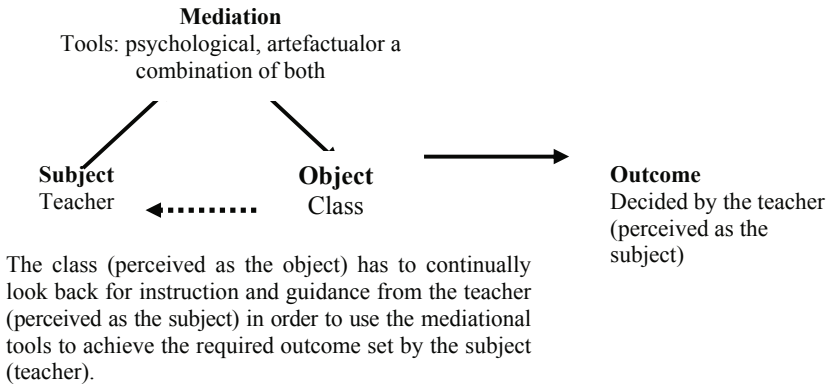 Mediation
Tools: psychological, artefactualor a
combination of both
Subject
Teacher
Object
Class
Outcome
Decided by the teacher
(perceived as the
subject)
The class (perceived as the object) has to continually
look back for instruction and guidance from the teacher
(perceived as the subject) in order to use the mediational
tools to achieve the required outcome set by the subject
(teacher).